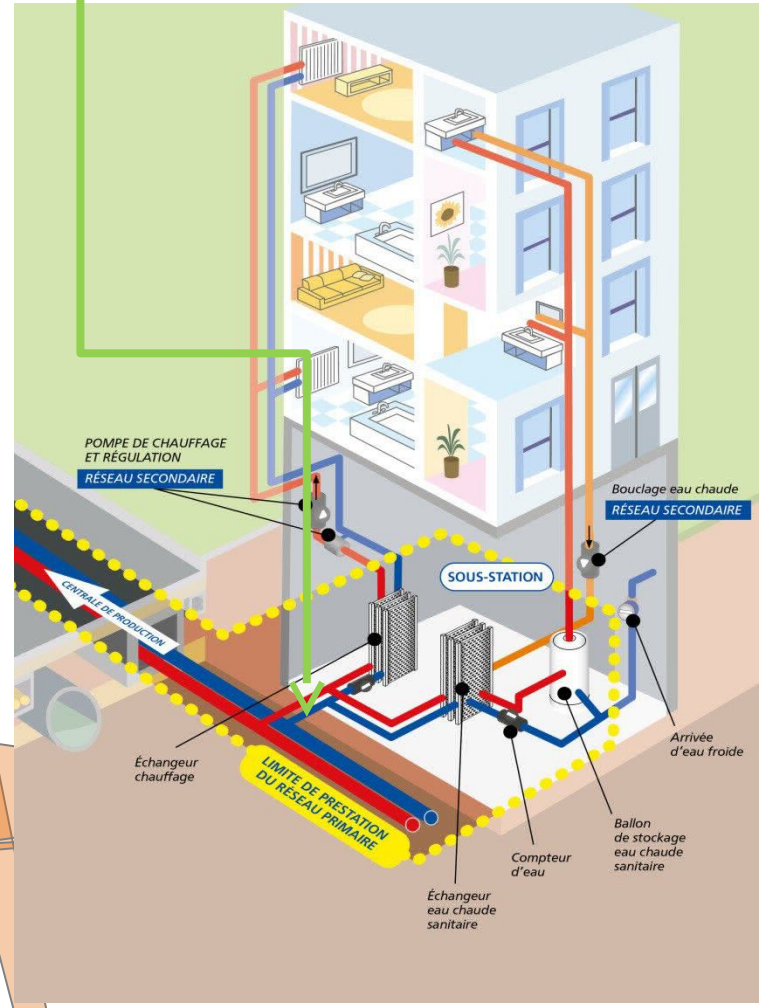 POMPE DE CHAUFFAGE
ET RÉGULATION
RÉSEAU SECONDAIRE
Bouclage eau chaude
RÉSEAU SECONDAIRE
SOUS-STATION
CENTRALE DE PRODUCTION
Échangeur
chauffage
LIMITE DE PRESTATION
DU RÉSEAU PRIMAIRE
Arrivée
d'eau froide
Ballon
de stockage
eau chaude
sanitaire
Compteur
d'eau
Échangeur
eau chaude
sanitaire